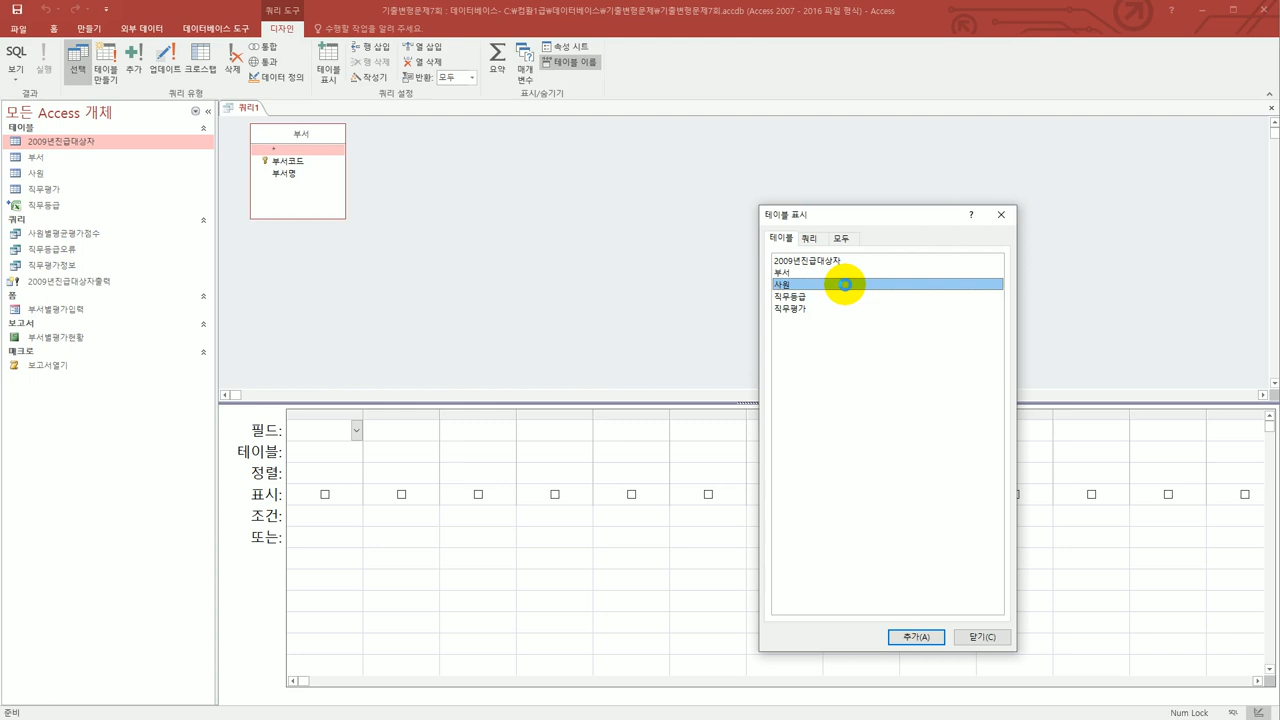 쿼리 도구
기출변형문제7회 : 데이터베이스- C:₩컴활1급₩데이터베이스₩기출변형문제₩기출변형문제7회.accdb (Access 2007 - 2016 파일 형식) - Access
파일 홈 만들기 외부 데이터 데이터베이스 도구 디자인 수행할 작업을 알려 주세요.
SQL 보기
실행
선택
테이블 만들기
추가
업데이트
크로스탭
삭제
통합
통과
데이터 정의
테이블 표시
행 삽입
행 삭제
작성기
열 삽입
열 삭제
반환: 모두
요약
매개 변수
속성 시트
테이블 이름
결과 쿼리 유형 쿼리 설정 표시/숨기기
모든 Access 개체
테이블
2009년진급대상자
부서
사원
직무평가
직무등급
쿼리
사원별평균평가점수
직무등급오류
직무평가정보
2009년진급대상자출력
폼
부서별평가입력
보고서
부서별평가현황
매크로
보고서열기
쿼리1
부서
*
부서코드
부서명
테이블 표시
테이블 쿼리 모두
2009년진급대상자
부서
사원
직무등급
직무평가
추가(A) 닫기(C)
필드:
테이블:
정렬:
표시:
조건:
또는:
준비
Num Lock SQL